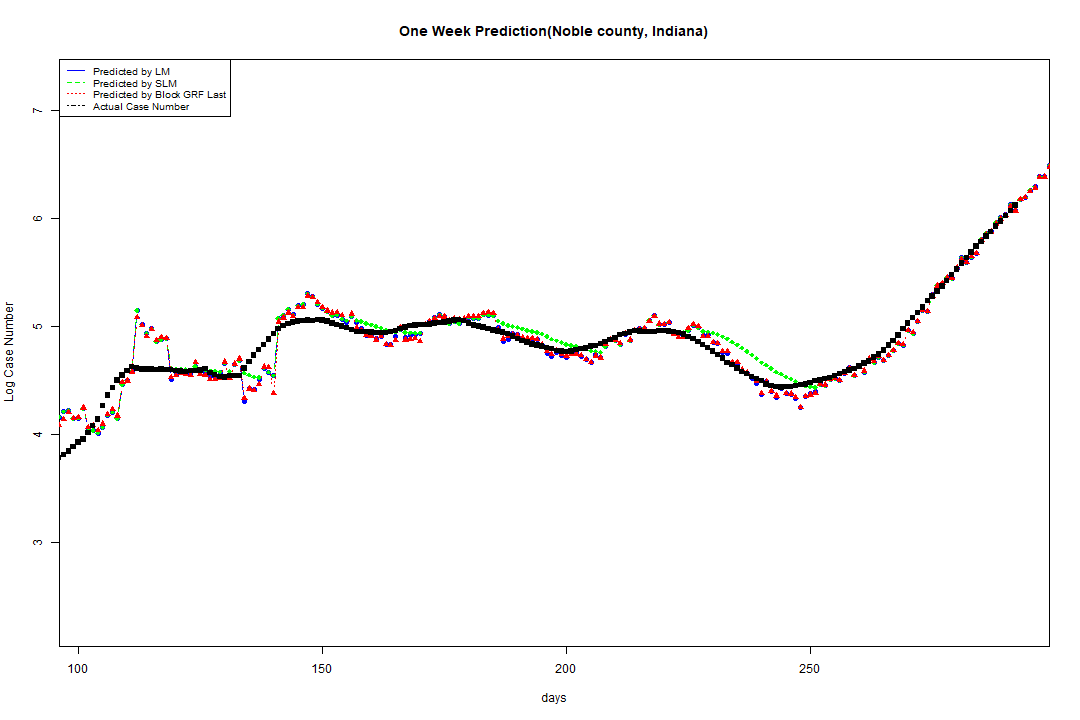 One Week Prediction(Noble county, Indiana)
Predicted by LM
Predicted by SLM
Predicted by Block GRF Last
Actual Case Number
7
6
5
4
3
Log Case Number
100 150 200 250
days